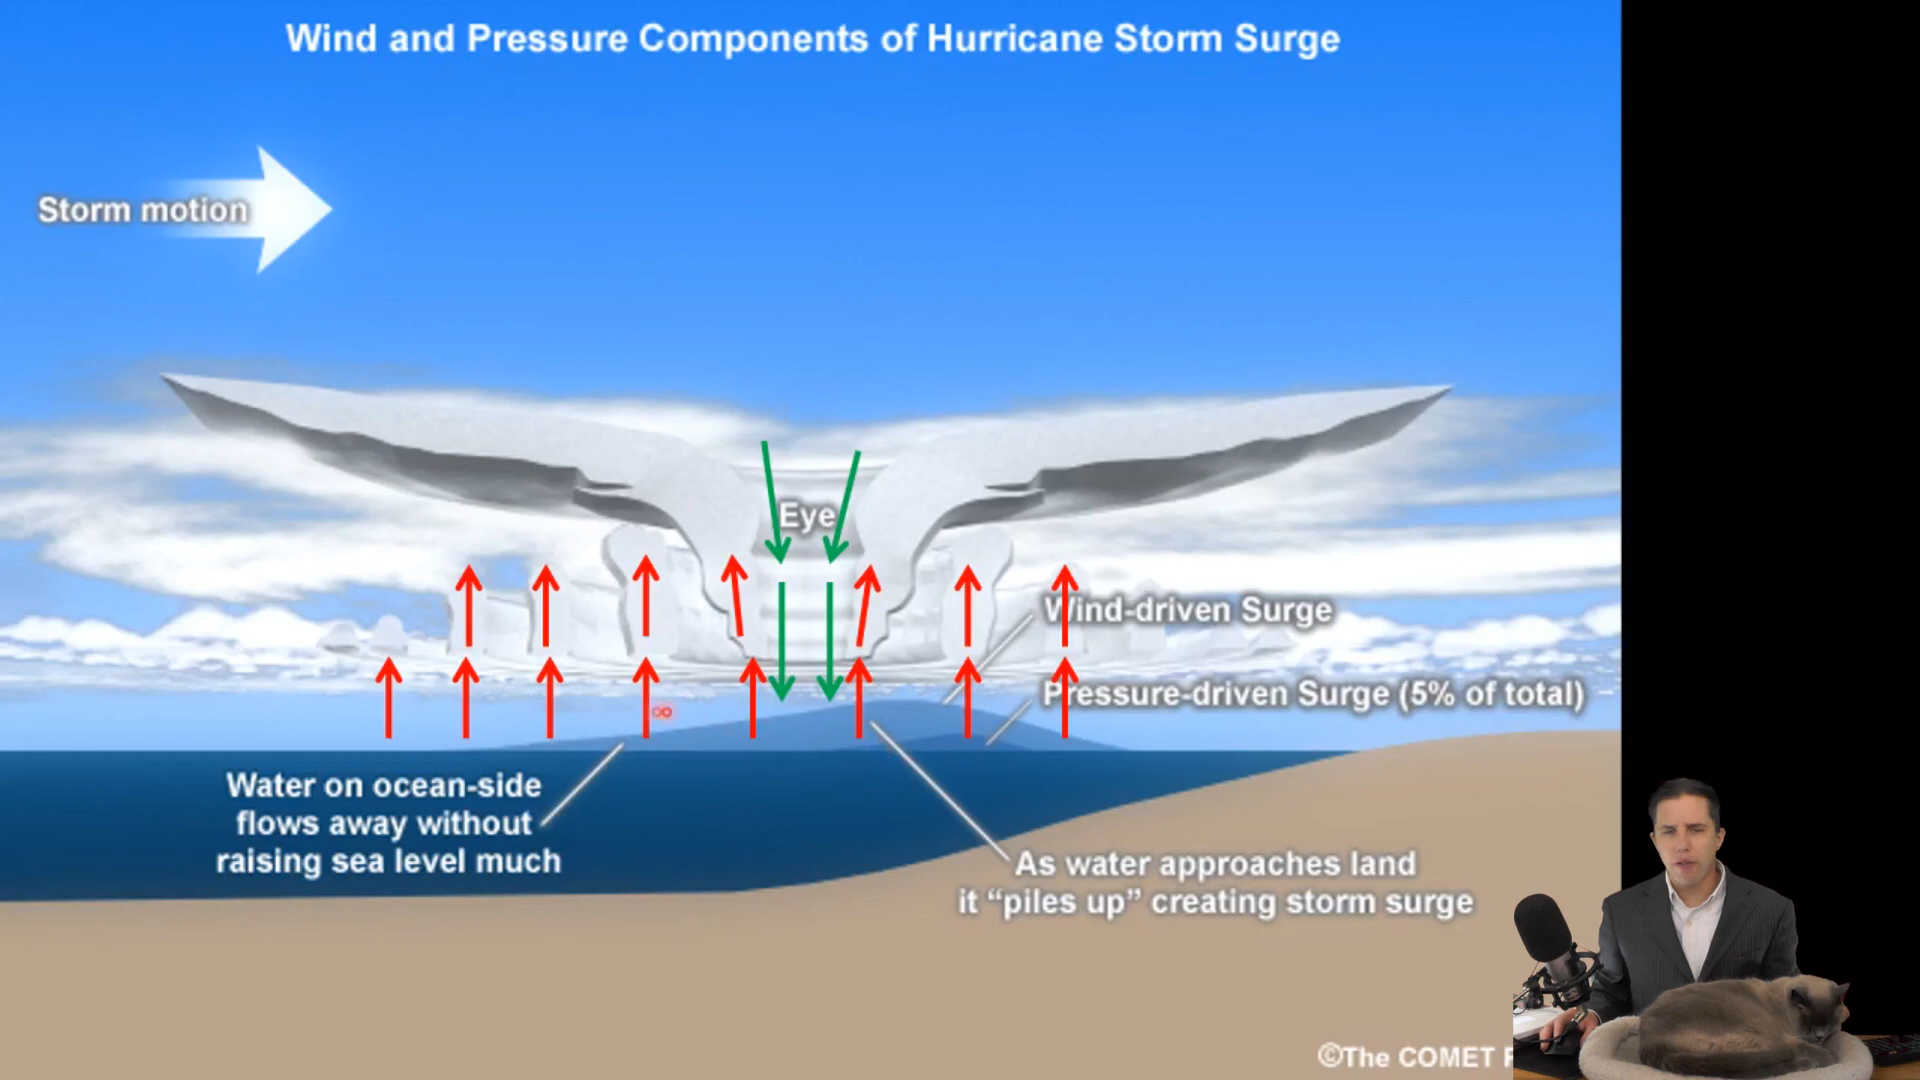 Wind and Pressure Components of Hurricane Storm Surge
Storm motion
Eye
Wind-driven Surge
Pressure-driven Surge (5% of total)
∞
Water on ocean-side
flows away without
raising sea level much
As water approaches land
it “piles up” creating storm surge
©The COMET